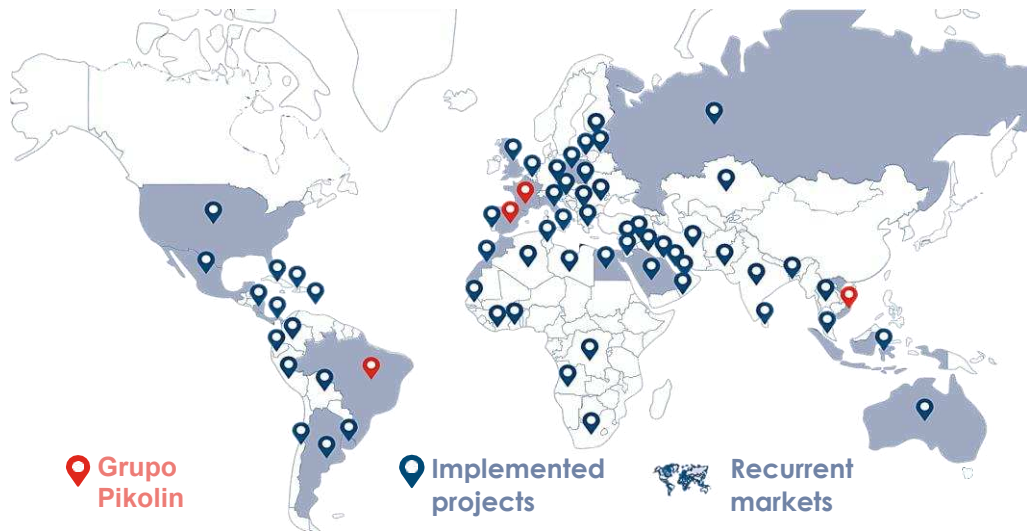 Grupo
Pikolin
Implemented
projects
Recurrent
markets